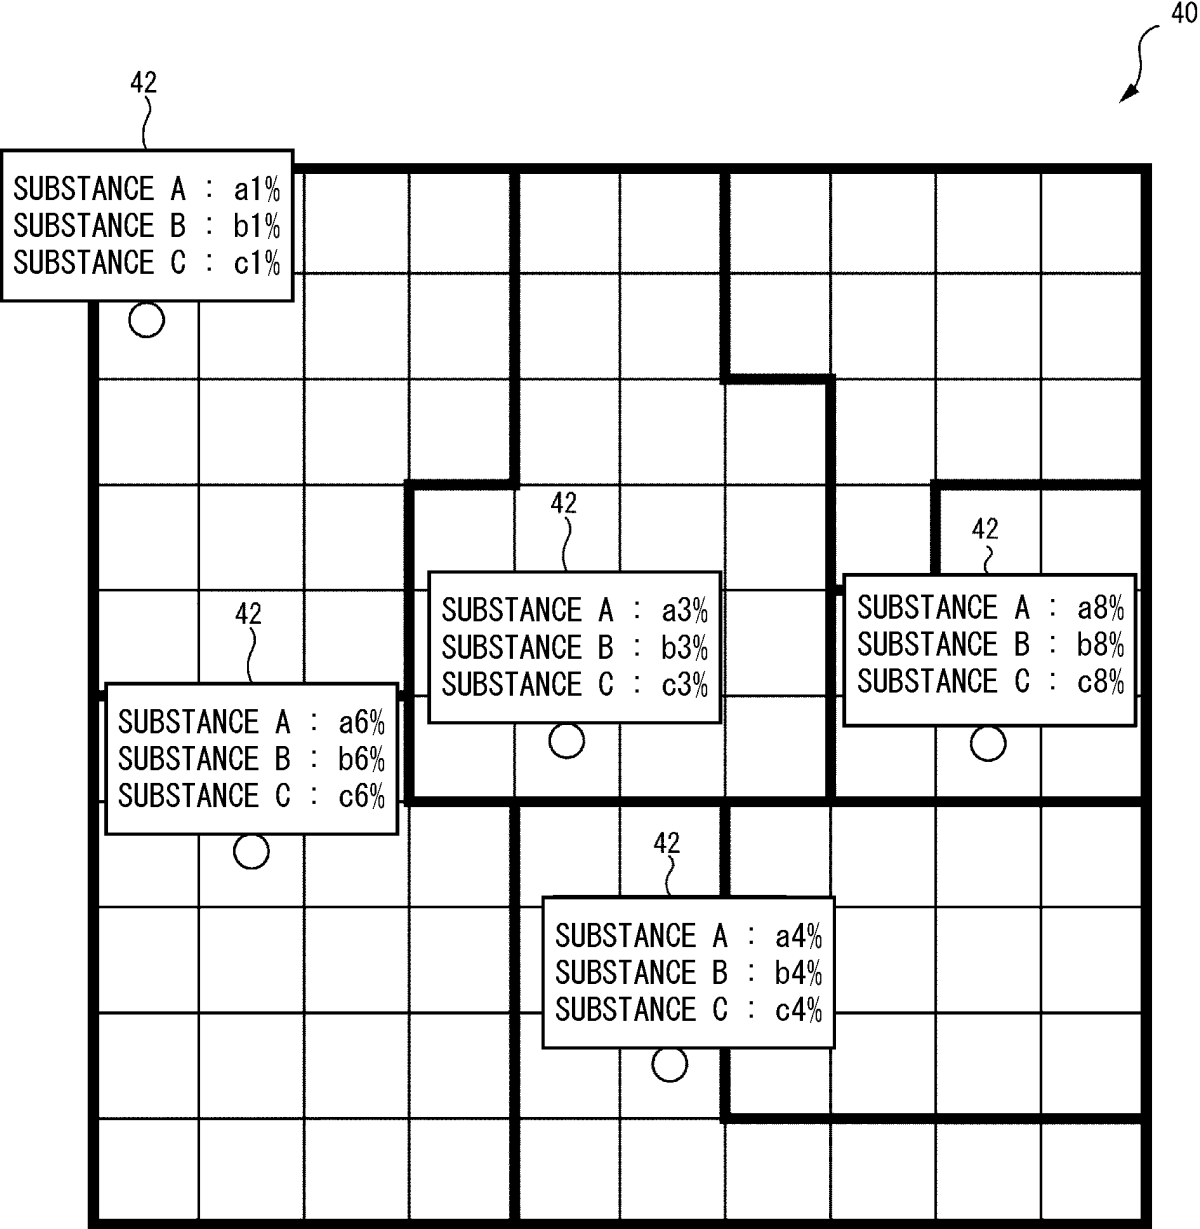 40
42
SUBSTANCE A : a1%
SUBSTANCE B : b1%
SUBSTANCE C : c1%
42
SUBSTANCE A : a3%
SUBSTANCE B : b3%
SUBSTANCE C : c3%
42
SUBSTANCE A : a8%
SUBSTANCE B : b8%
SUBSTANCE C : c8%
42
SUBSTANCE A : a6%
SUBSTANCE B : b6%
SUBSTANCE C : c6%
42
SUBSTANCE A : a4%
SUBSTANCE B : b4%
SUBSTANCE C : c4%